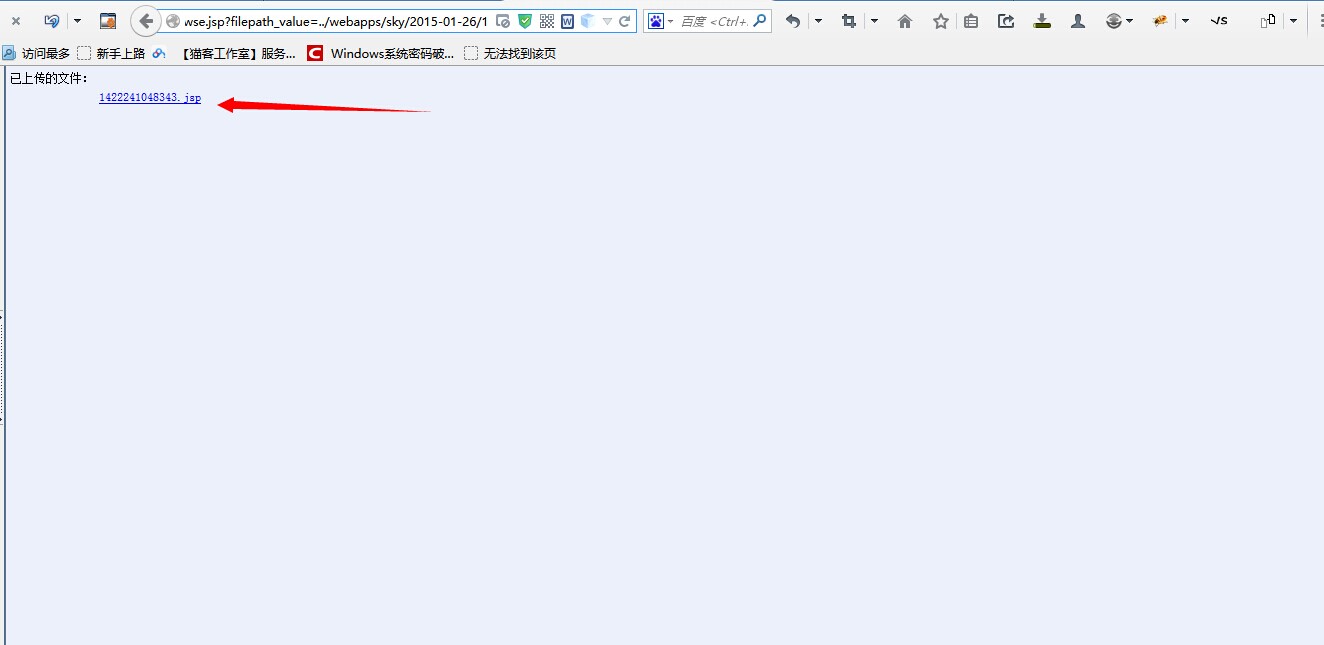 wse.jsp?filepath_value=../webapps/sky/2015-01-26/1
百度 <Ctrl+.
访问最多 新手上路 【猫客工作室】服务... Windows系统密码破... 无法找到该页
已上传的文件：
1422241048343.jsp